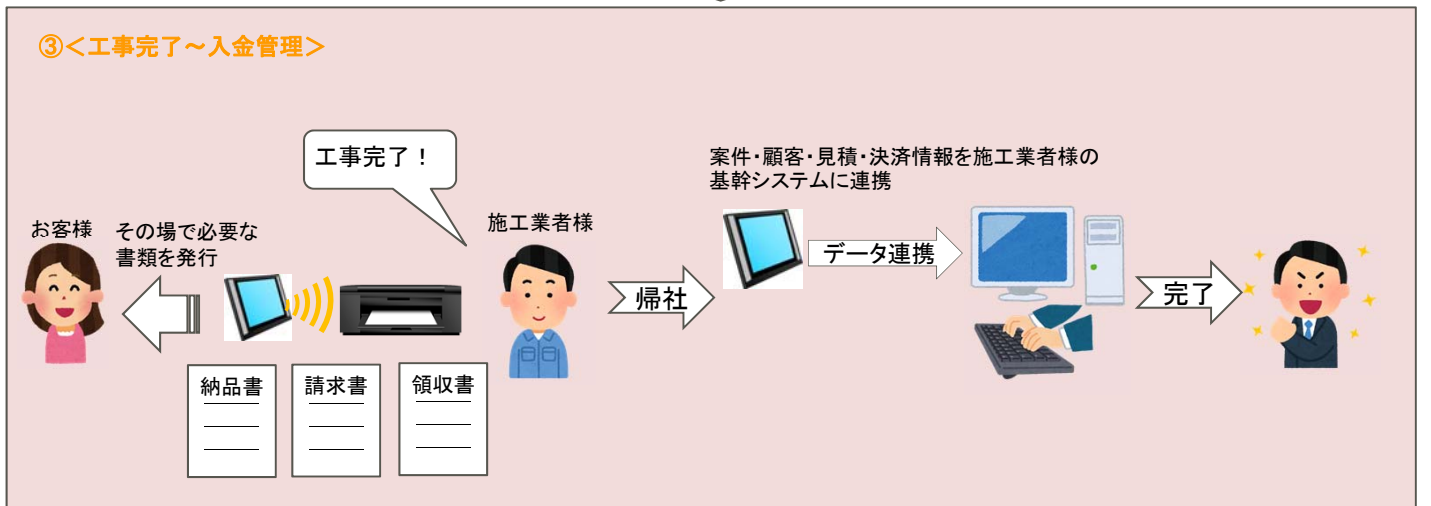 ③＜工事完了～入金管理＞
工事完了！
お客様
その場で必要な
書類を発行
施工業者様
納品書
請求書
領収書
帰社
案件・顧客・見積・決済情報を施工業者様の
基幹システムに連携
データ連携
完了